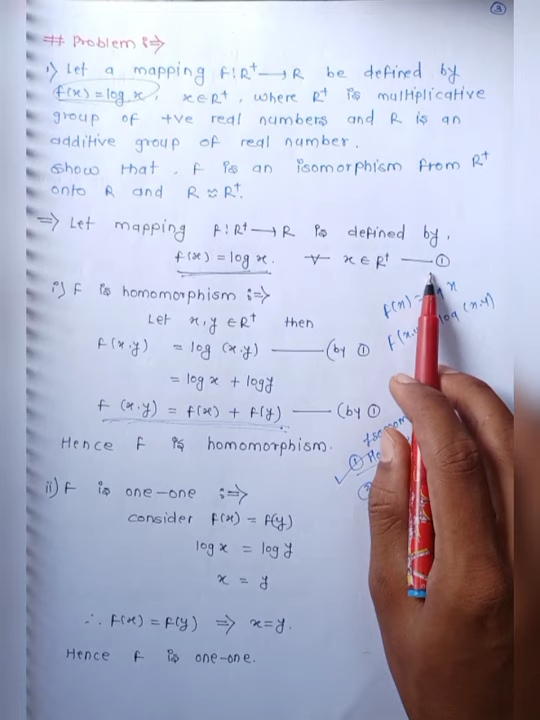 3
# Problem :⇒
1) Let a mapping f:R⁺→R be defined by
f(x) = log x, x∈R⁺, where R⁺ is multiplicative
group of +ve real numbers and R is an
additive group of real number.
show that, f is an isomorphism from R⁺
onto R and R ≈ R⁺.
⇒ Let mapping f:R⁺→R is defined by,
f(x) = log x. ∀ x∈R⁺ —— ①
i) f is homomorphism :⇒
Let x,y ∈R⁺ then
f(x.y) = log (x.y) ——— (by ①
= log x + log y
f (x.y) = f(x) + f(y) —— (by ①
Hence f is homomorphism.
ii) f is one-one :⇒
consider f(x) = f(y)
log x = log y
x = y
∴ f(x) = f(y) ⇒ x=y.
Hence f is one-one.
f(x) = x
log (x.y)
①